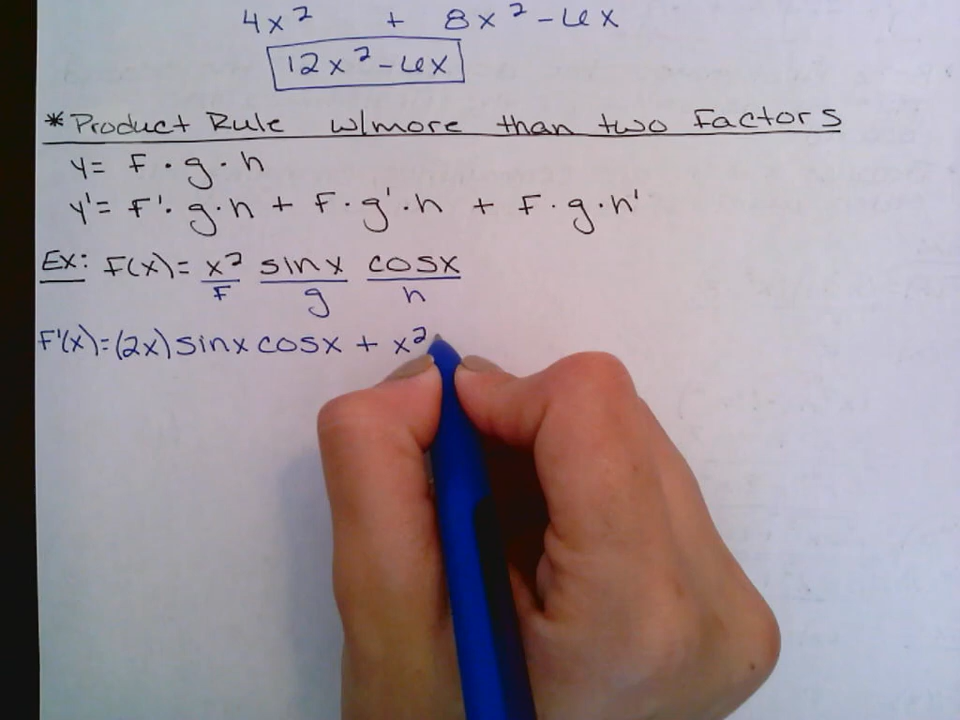 4x² + 8x² - 6x
12x² - 6x
* Product Rule w/more than two Factors
y = F · g · h
y' = F' · g · h + F · g' · h + F · g · h'
Ex: F(x) = x² sinx cosx
F g h
F'(x) = (2x) sinx cosx + x²